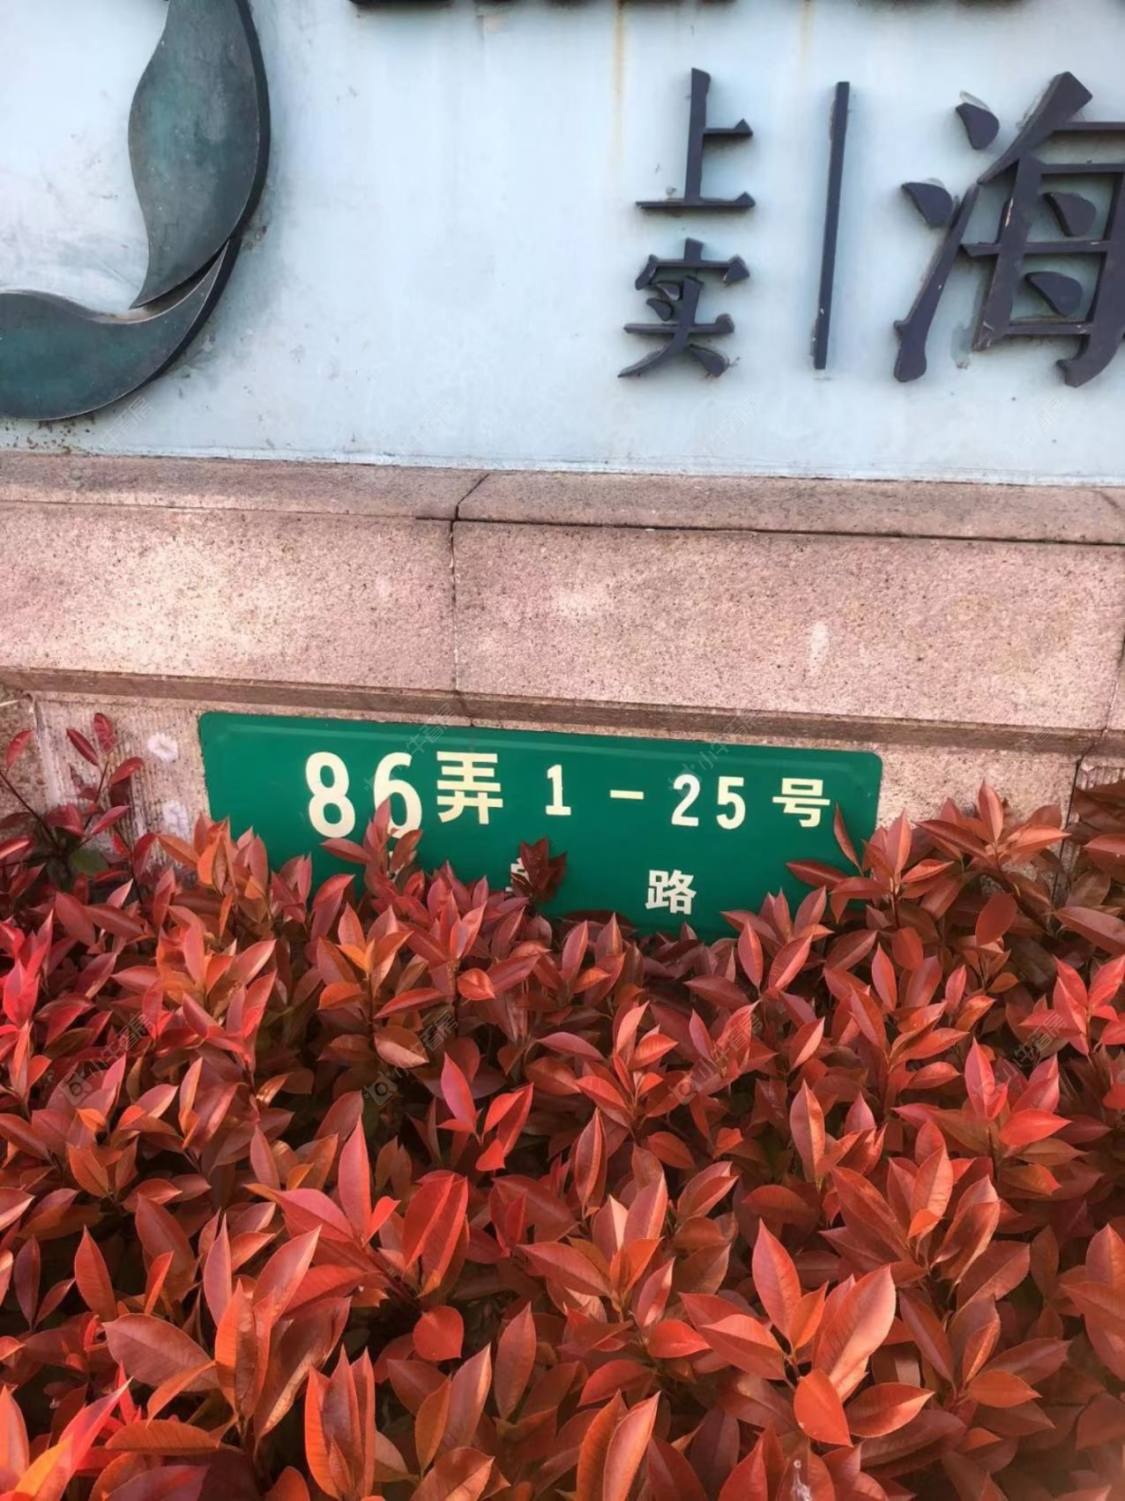 上实
海
86弄 1-25号
路